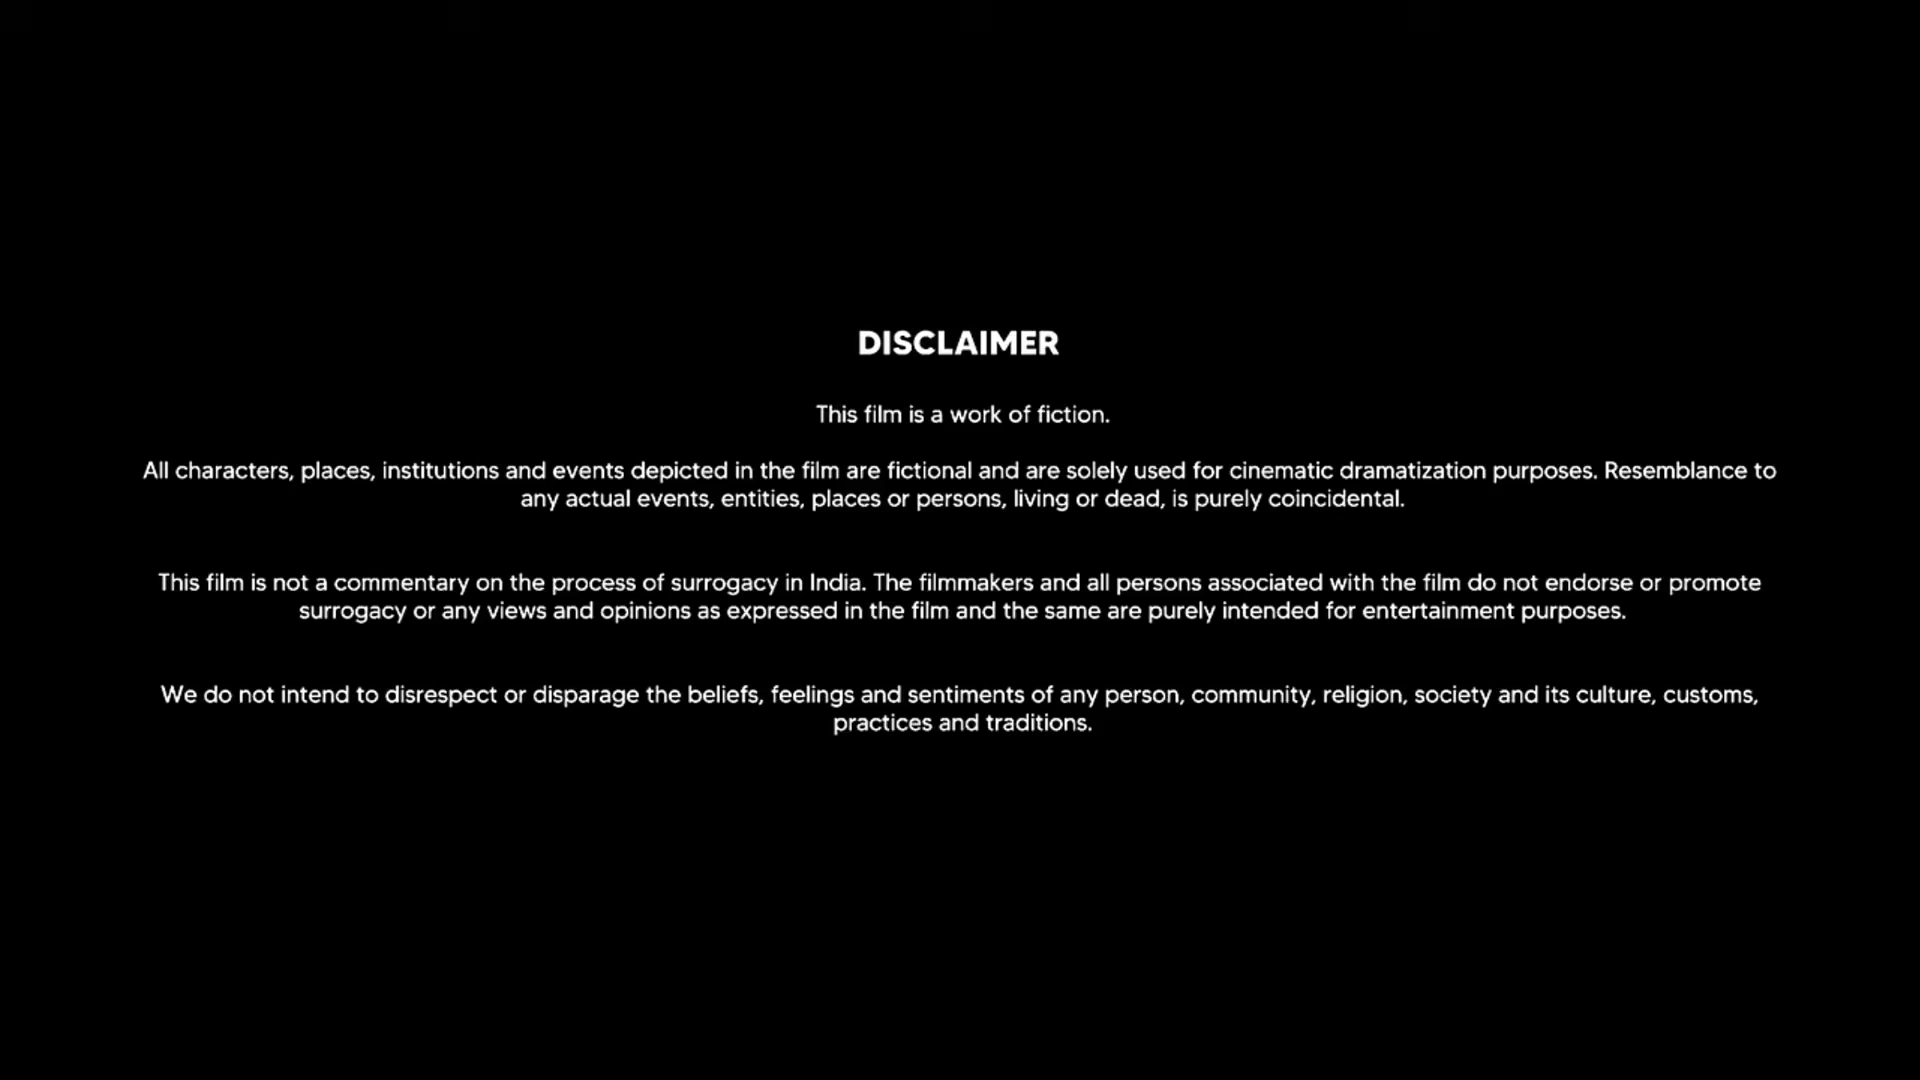 DISCLAIMER
This film is a work of fiction.
All characters, places, institutions and events depicted in the film are fictional and are solely used for cinematic dramatization purposes. Resemblance to
any actual events, entities, places or persons, living or dead, is purely coincidental.
This film is not a commentary on the process of surrogacy in India. The filmmakers and all persons associated with the film do not endorse or promote
surrogacy or any views and opinions as expressed in the film and the same are purely intended for entertainment purposes.
We do not intend to disrespect or disparage the beliefs, feelings and sentiments of any person, community, religion, society and its culture, customs,
practices and traditions.